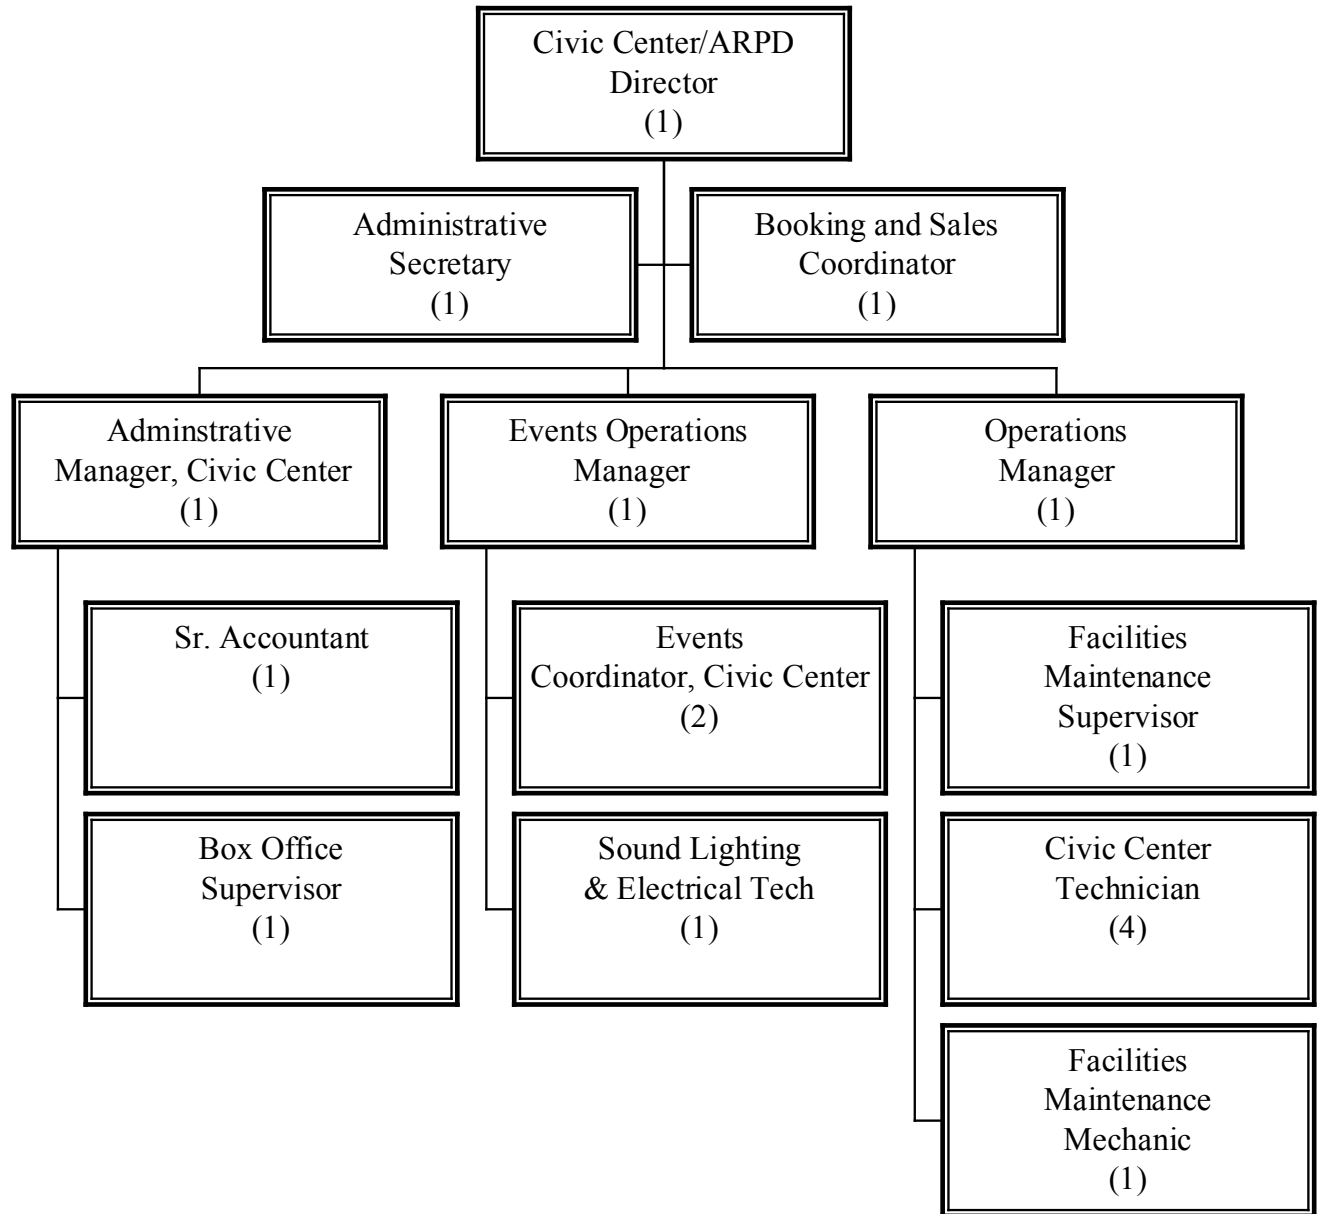 Civic Center/ARPD
Director
(1)
Administrative
Secretary
(1)
Booking and Sales
Coordinator
(1)
Adminstrative
Manager, Civic Center
(1)
Events Operations
Manager
(1)
Operations
Manager
(1)
Sr. Accountant
(1)
Events
Coordinator, Civic Center
(2)
Facilities
Maintenance
Supervisor
(1)
Box Office
Supervisor
(1)
Sound Lighting
& Electrical Tech
(1)
Civic Center
Technician
(4)
Facilities
Maintenance
Mechanic
(1)